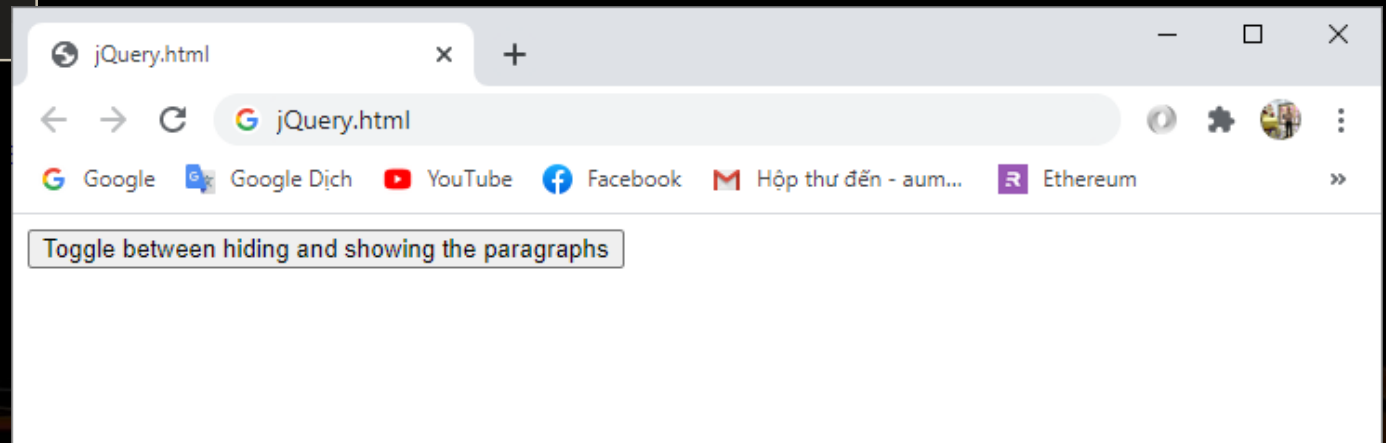 jQuery.html
jQuery.html
Google Google Dịch YouTube Facebook Hộp thư đến - aum... Ethereum
Toggle between hiding and showing the paragraphs